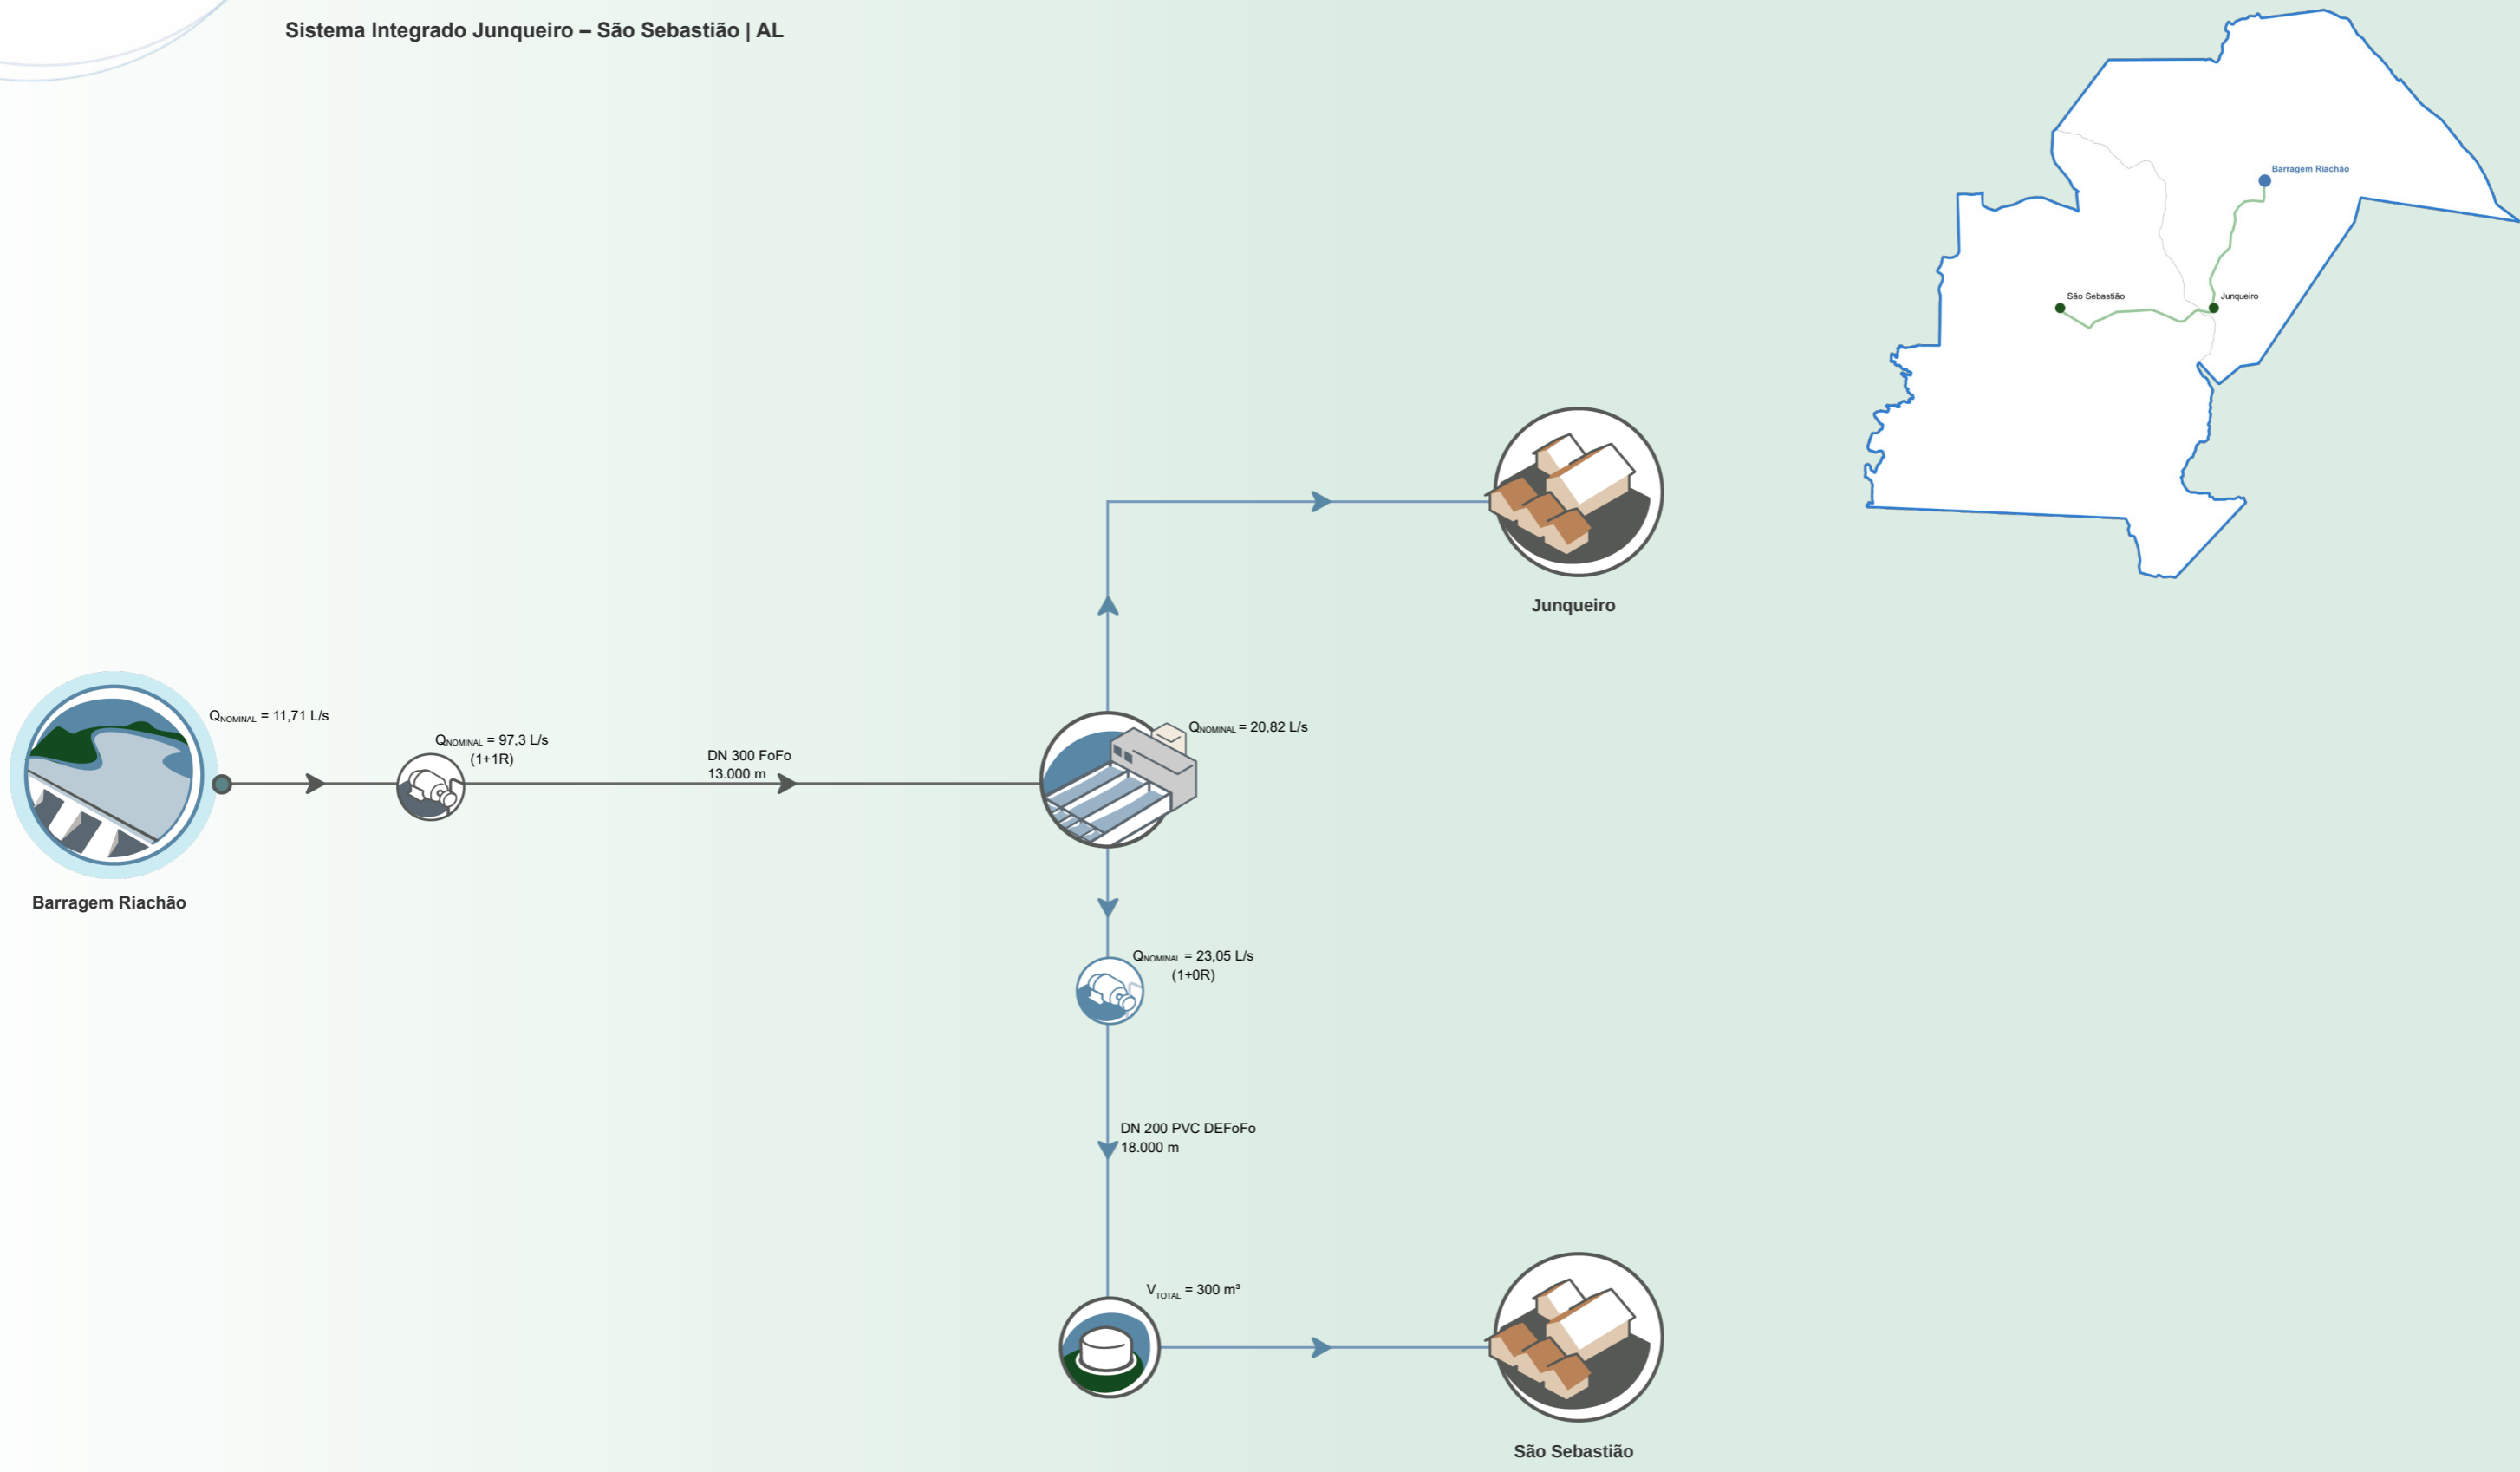 Sistema Integrado Junqueiro – São Sebastião | AL
Barragem Riachão
São Sebastião
Junqueiro
Junqueiro
QNOMINAL = 11,71 L/s
QNOMINAL = 97,3 L/s
(1+1R)
DN 300 FoFo
13.000 m
QNOMINAL = 20,82 L/s
Barragem Riachão
QNOMINAL = 23,05 L/s
(1+0R)
DN 200 PVC DEFoFo
18.000 m
VTOTAL = 300 m³
São Sebastião